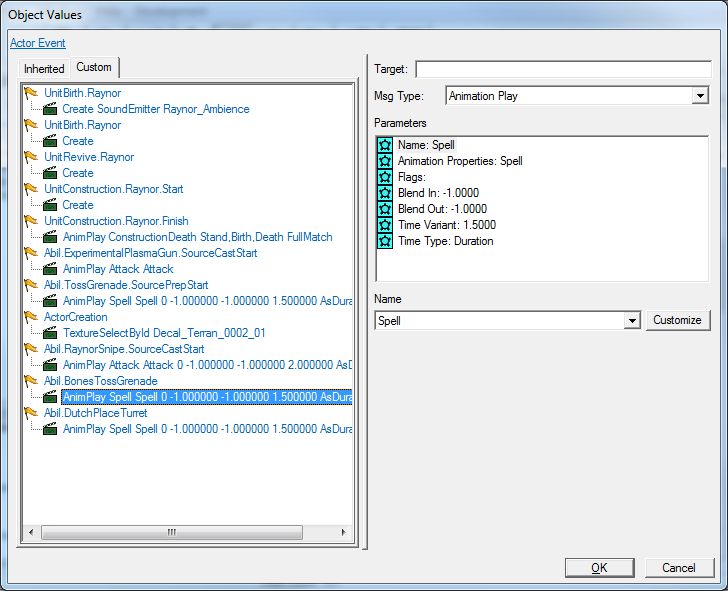 Object Values
Actor Event
Inherited
Custom
UnitBirth.Raynor
Create SoundEmitter Raynor_Ambience
UnitBirth.Raynor
Create
UnitRevive.Raynor
Create
UnitConstruction.Raynor.Start
Create
UnitConstruction.Raynor.Finish
AnimPlay ConstructionDeath Stand,Birth,Death FullMatch
Abil.ExperimentalPlasmaGun.SourceCastStart
AnimPlay Attack Attack
Abil.TossGrenade.SourcePrepStart
AnimPlay Spell Spell 0 -1.000000 -1.000000 1.500000 AsDura
ActorCreation
TextureSelectById Decal_Terran_0002_01
Abil.RaynorSnipe.SourceCastStart
AnimPlay Attack Attack 0 -1.000000 -1.000000 2.000000 AsD
Abil.BonesTossGrenade
AnimPlay Spell Spell 0 -1.000000 -1.000000 1.500000 AsDura
Abil.DutchPlaceTurret
AnimPlay Spell Spell 0 -1.000000 -1.000000 1.500000 AsDura
Target:
Msg Type: Animation Play
Parameters
Name: Spell
Animation Properties: Spell
Flags:
Blend In: -1.0000
Blend Out: -1.0000
Time Variant: 1.5000
Time Type: Duration
Name
Spell
Customize
OK
Cancel